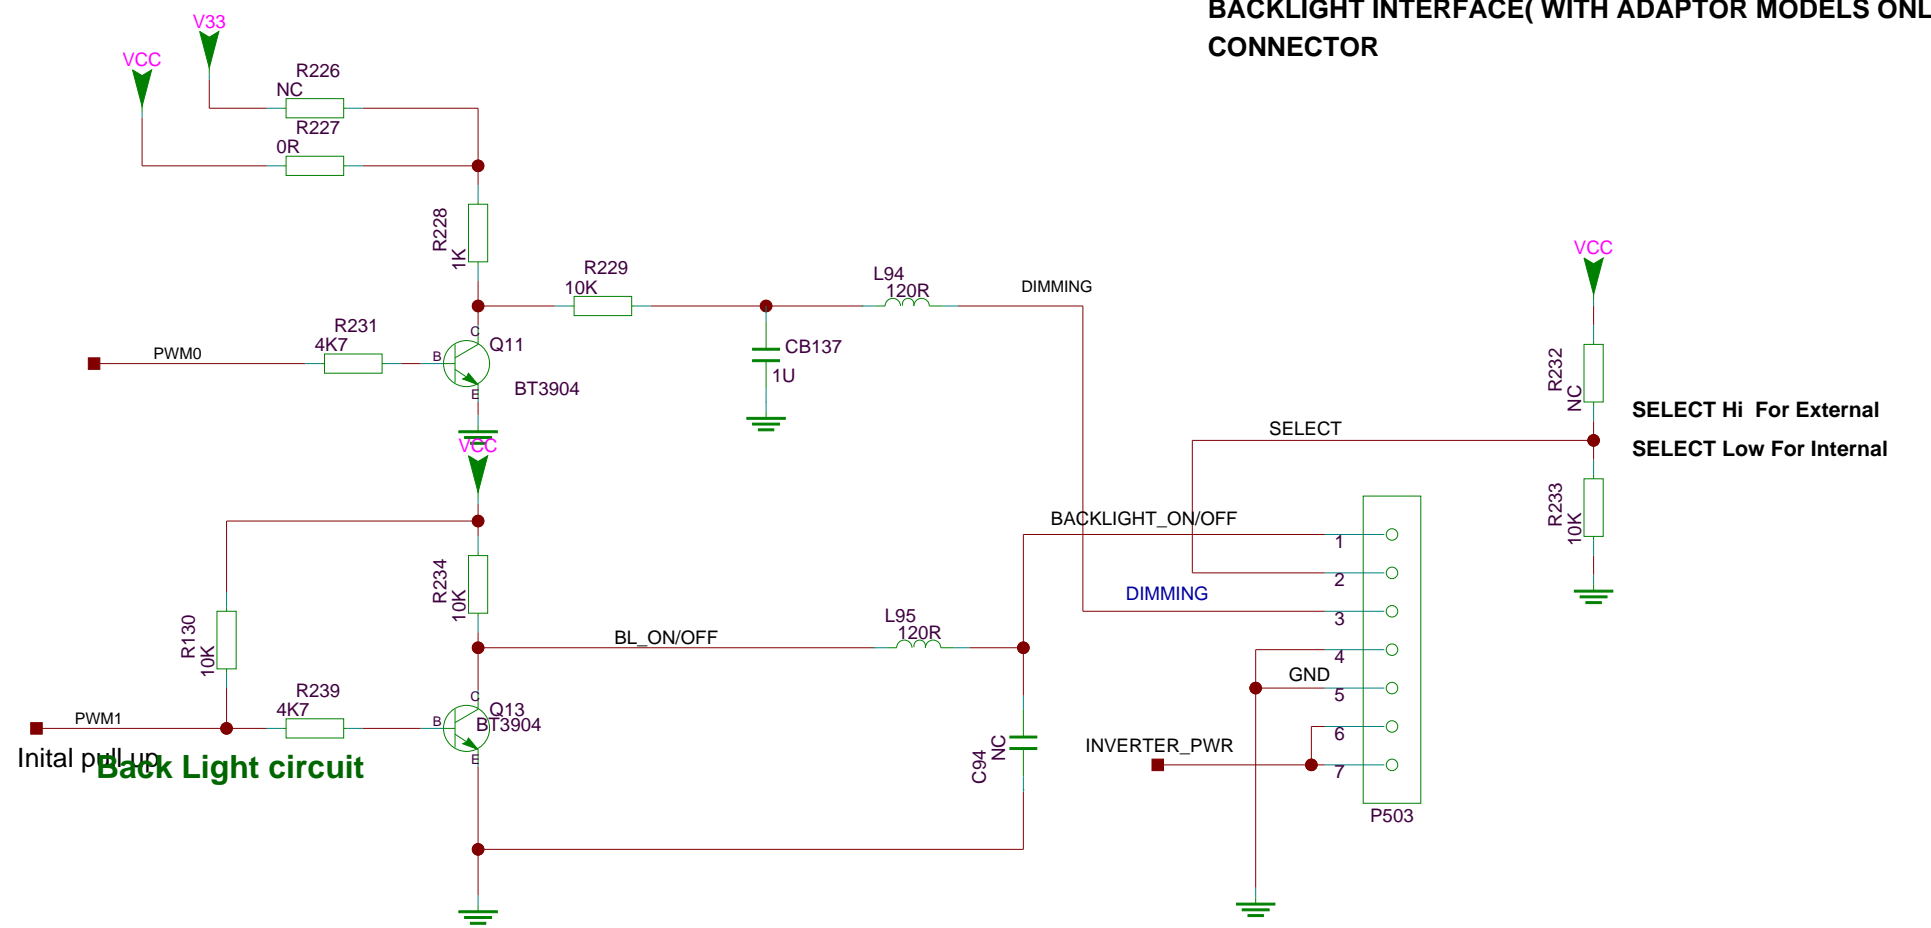 BACKLIGHT INTERFACE( WITH ADAPTOR MODELS ONL
CONNECTOR
V33
VCC
R226
NC
R227
0R
R228
1K
R229
10K
L94
120R
DIMMING
VCC
R231
4K7
PWM0
B
C
E
Q11
BT3904
CB137
1U
R232
NC
SELECT Hi  For External
SELECT
SELECT Low For Internal
R233
10K
VCC
BACKLIGHT_ON/OFF
1
2
DIMMING
3
4
GND
5
6
7
P503
INVERTER_PWR
R234
10K
R130
10K
BL_ON/OFF
L95
120R
R239
4K7
PWM1
B
C
E
Q13
BT3904
C94
NC
Inital pull up
Back Light circuit